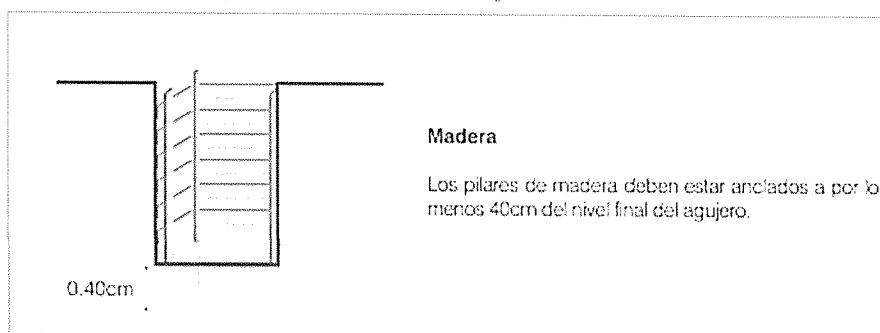 Madera
Los pilares de madera deben estar anclados a por lo
menos 40cm del nivel final del agujero.
0.40cm